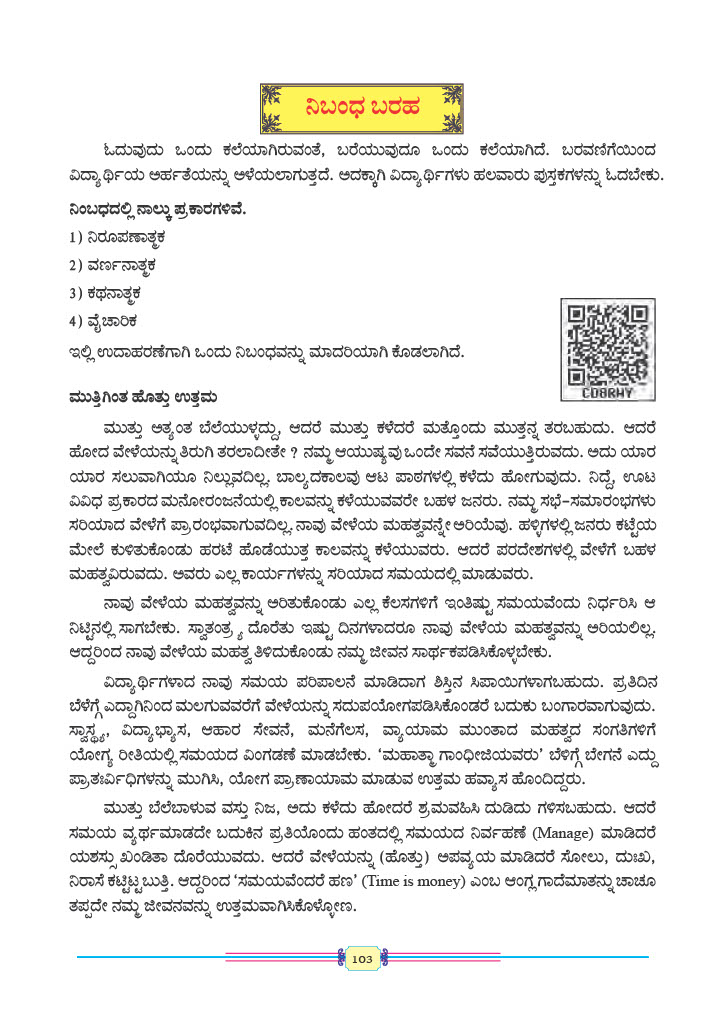 ನಿಬಂಧ ಬರಹ
ಓದುವುದು ಒಂದು ಕಲೆಯಾಗಿರುವಂತೆ, ಬರೆಯುವುದೂ ಒಂದು ಕಲೆಯಾಗಿದೆ. ಬರವಣಿಗೆಯಿಂದ
ವಿದ್ಯಾರ್ಥಿಯ ಅರ್ಹತೆಯನ್ನು ಅಳೆಯಲಾಗುತ್ತದೆ. ಅದಕ್ಕಾಗಿ ವಿದ್ಯಾರ್ಥಿಗಳು ಹಲವಾರು ಪುಸ್ತಕಗಳನ್ನು ಓದಬೇಕು.
ನಿಂಬಧದಲ್ಲಿ ನಾಲ್ಕು ಪ್ರಕಾರಗಳಿವೆ.
1) ನಿರೂಪಣಾತ್ಮಕ
2) ವರ್ಣನಾತ್ಮಕ
3) ಕಥನಾತ್ಮಕ
4) ವೈಚಾರಿಕ
ಇಲ್ಲಿ ಉದಾಹರಣೆಗಾಗಿ ಒಂದು ನಿಬಂಧವನ್ನು ಮಾದರಿಯಾಗಿ ಕೊಡಲಾಗಿದೆ.
CD8RHY
ಮುತ್ತಿಗಿಂತ ಹೊತ್ತು ಉತ್ತಮ
ಮುತ್ತು ಅತ್ಯಂತ ಬೆಲೆಯುಳ್ಳದ್ದು, ಆದರೆ ಮುತ್ತು ಕಳೆದರೆ ಮತ್ತೊಂದು ಮುತ್ತನ್ನ ತರಬಹುದು. ಆದರೆ
ಹೋದ ವೇಳೆಯನ್ನು ತಿರುಗಿ ತರಲಾದೀತೇ ? ನಮ್ಮ ಆಯುಷ್ಯವು ಒಂದೇ ಸವನೆ ಸವೆಯುತ್ತಿರುವದು. ಅದು ಯಾರ
ಯಾರ ಸಲುವಾಗಿಯೂ ನಿಲ್ಲುವದಿಲ್ಲ. ಬಾಲ್ಯದಕಾಲವು ಆಟ ಪಾಠಗಳಲ್ಲಿ ಕಳೆದು ಹೋಗುವುದು. ನಿದ್ದೆ, ಊಟ
ವಿವಿಧ ಪ್ರಕಾರದ ಮನೋರಂಜನೆಯಲ್ಲಿ ಕಾಲವನ್ನು ಕಳೆಯುವವರೇ ಬಹಳ ಜನರು. ನಮ್ಮ ಸಭೆ-ಸಮಾರಂಭಗಳು
ಸರಿಯಾದ ವೇಳೆಗೆ ಪ್ರಾರಂಭವಾಗುವದಿಲ್ಲ. ನಾವು ವೇಳೆಯ ಮಹತ್ವವನ್ನೇ ಅರಿಯೆವು. ಹಳ್ಳಿಗಳಲ್ಲಿ ಜನರು ಕಟ್ಟೆಯ
ಮೇಲೆ ಕುಳಿತುಕೊಂಡು ಹರಟೆ ಹೊಡೆಯುತ್ತ ಕಾಲವನ್ನು ಕಳೆಯುವರು. ಆದರೆ ಪರದೇಶಗಳಲ್ಲಿ ವೇಳೆಗೆ ಬಹಳ
ಮಹತ್ವವಿರುವದು. ಅವರು ಎಲ್ಲ ಕಾರ್ಯಗಳನ್ನು ಸರಿಯಾದ ಸಮಯದಲ್ಲಿ ಮಾಡುವರು.
ನಾವು ವೇಳೆಯ ಮಹತ್ವವನ್ನು ಅರಿತುಕೊಂಡು ಎಲ್ಲ ಕೆಲಸಗಳಿಗೆ ಇಂತಿಷ್ಟು ಸಮಯವೆಂದು ನಿರ್ಧರಿಸಿ ಆ
ನಿಟ್ಟಿನಲ್ಲಿ ಸಾಗಬೇಕು. ಸ್ವಾತಂತ್ರ್ಯ ದೊರೆತು ಇಷ್ಟು ದಿನಗಳಾದರೂ ನಾವು ವೇಳೆಯ ಮಹತ್ವವನ್ನು ಅರಿಯಲಿಲ್ಲ.
ಆದ್ದರಿಂದ ನಾವು ವೇಳೆಯ ಮಹತ್ವ ತಿಳಿದುಕೊಂಡು ನಮ್ಮ ಜೀವನ ಸಾರ್ಥಕಪಡಿಸಿಕೊಳ್ಳಬೇಕು.
ವಿದ್ಯಾರ್ಥಿಗಳಾದ ನಾವು ಸಮಯ ಪರಿಪಾಲನೆ ಮಾಡಿದಾಗ ಶಿಸ್ತಿನ ಸಿಪಾಯಿಗಳಾಗಬಹುದು. ಪ್ರತಿದಿನ
ಬೆಳೆಗ್ಗೆ ಎದ್ದಾಗಿನಿಂದ ಮಲಗುವವರೆಗೆ ವೇಳೆಯನ್ನು ಸದುಪಯೋಗಪಡಿಸಿಕೊಂಡರೆ ಬದುಕು ಬಂಗಾರವಾಗುವುದು.
ಸ್ವಾಸ್ಥ್ಯ, ವಿದ್ಯಾಭ್ಯಾಸ, ಆಹಾರ ಸೇವನೆ, ಮನೆಗೆಲಸ, ವ್ಯಾಯಾಮ ಮುಂತಾದ ಮಹತ್ವದ ಸಂಗತಿಗಳಿಗೆ
ಯೋಗ್ಯ ರೀತಿಯಲ್ಲಿ ಸಮಯದ ವಿಂಗಡಣೆ ಮಾಡಬೇಕು. ‘ಮಹಾತ್ಮಾ ಗಾಂಧೀಜಿಯವರು’ ಬೆಳಿಗ್ಗೆ ಬೇಗನೆ ಎದ್ದು
ಪ್ರಾತಃರ್ವಿಧಿಗಳನ್ನು ಮುಗಿಸಿ, ಯೋಗ ಪ್ರಾಣಾಯಾಮ ಮಾಡುವ ಉತ್ತಮ ಹವ್ಯಾಸ ಹೊಂದಿದ್ದರು.
ಮುತ್ತು ಬೆಲೆಬಾಳುವ ವಸ್ತು ನಿಜ, ಅದು ಕಳೆದು ಹೋದರೆ ಶ್ರಮವಹಿಸಿ ದುಡಿದು ಗಳಿಸಬಹುದು. ಆದರೆ
ಸಮಯ ವ್ಯರ್ಥಮಾಡದೇ ಬದುಕಿನ ಪ್ರತಿಯೊಂದು ಹಂತದಲ್ಲಿ ಸಮಯದ ನಿರ್ವಹಣೆ (Manage) ಮಾಡಿದರೆ
ಯಶಸ್ಸು ಖಂಡಿತಾ ದೊರೆಯುವದು. ಆದರೆ ವೇಳೆಯನ್ನು (ಹೊತ್ತು) ಅಪವ್ಯಯ ಮಾಡಿದರೆ ಸೋಲು, ದುಃಖ,
ನಿರಾಸೆ ಕಟ್ಟಿಟ್ಟ ಬುತ್ತಿ. ಆದ್ದರಿಂದ ‘ಸಮಯವೆಂದರೆ ಹಣ’ (Time is money) ಎಂಬ ಆಂಗ್ಲ ಗಾದೆಮಾತನ್ನು ಚಾಚೂ
ತಪ್ಪದೇ ನಮ್ಮ ಜೀವನವನ್ನು ಉತ್ತಮವಾಗಿಸಿಕೊಳ್ಳೋಣ.
103